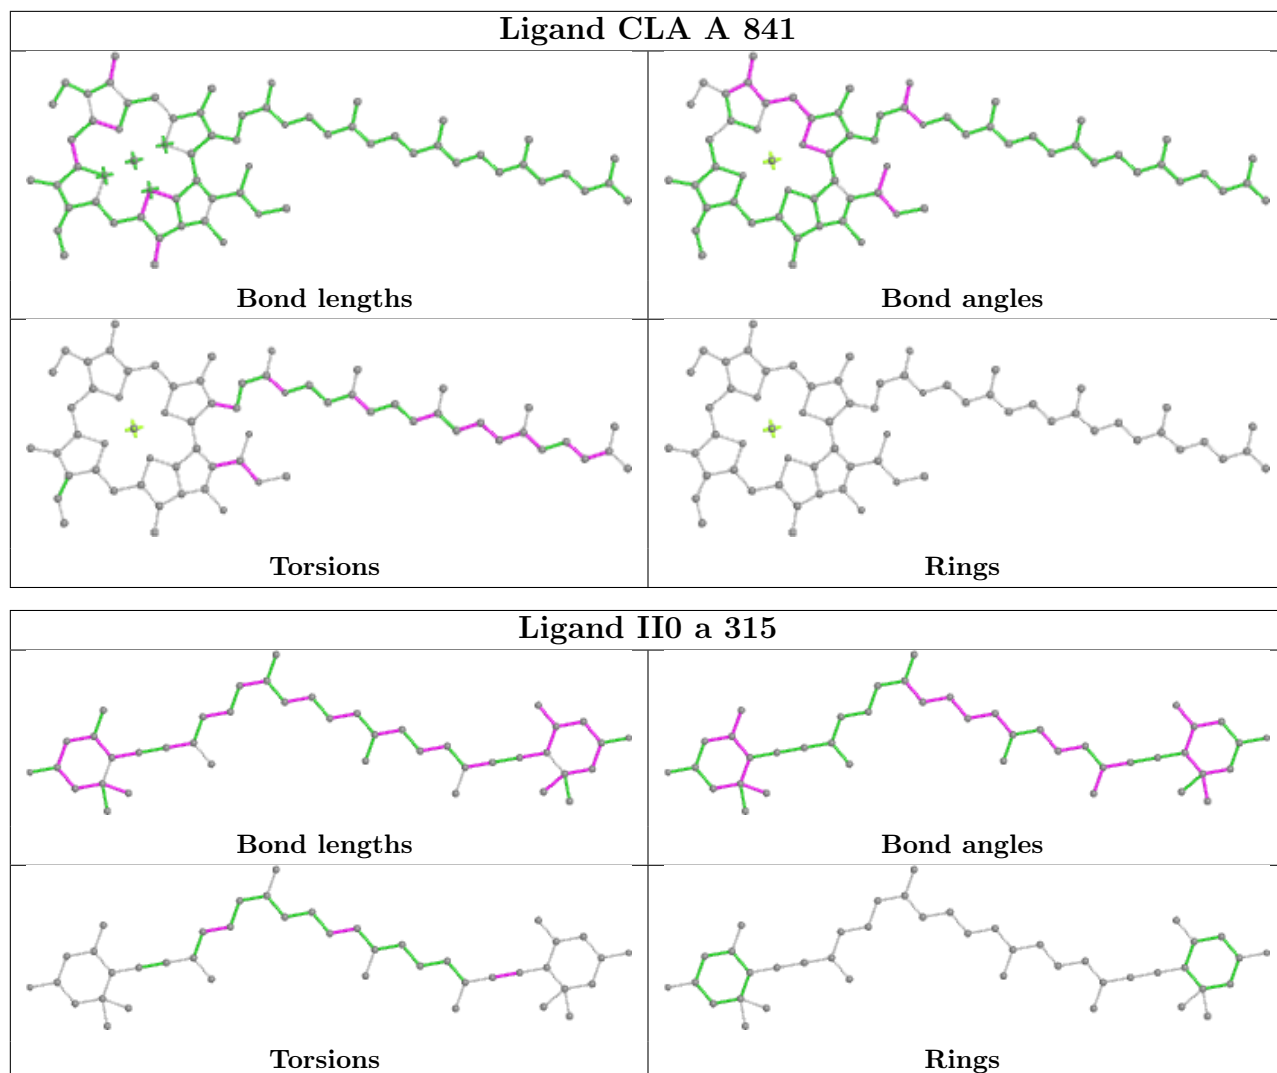 Ligand CLA A 841
Bond lengths
Bond angles
Torsions
Rings
Ligand II0 a 315
Bond lengths
Bond angles
Torsions
Rings